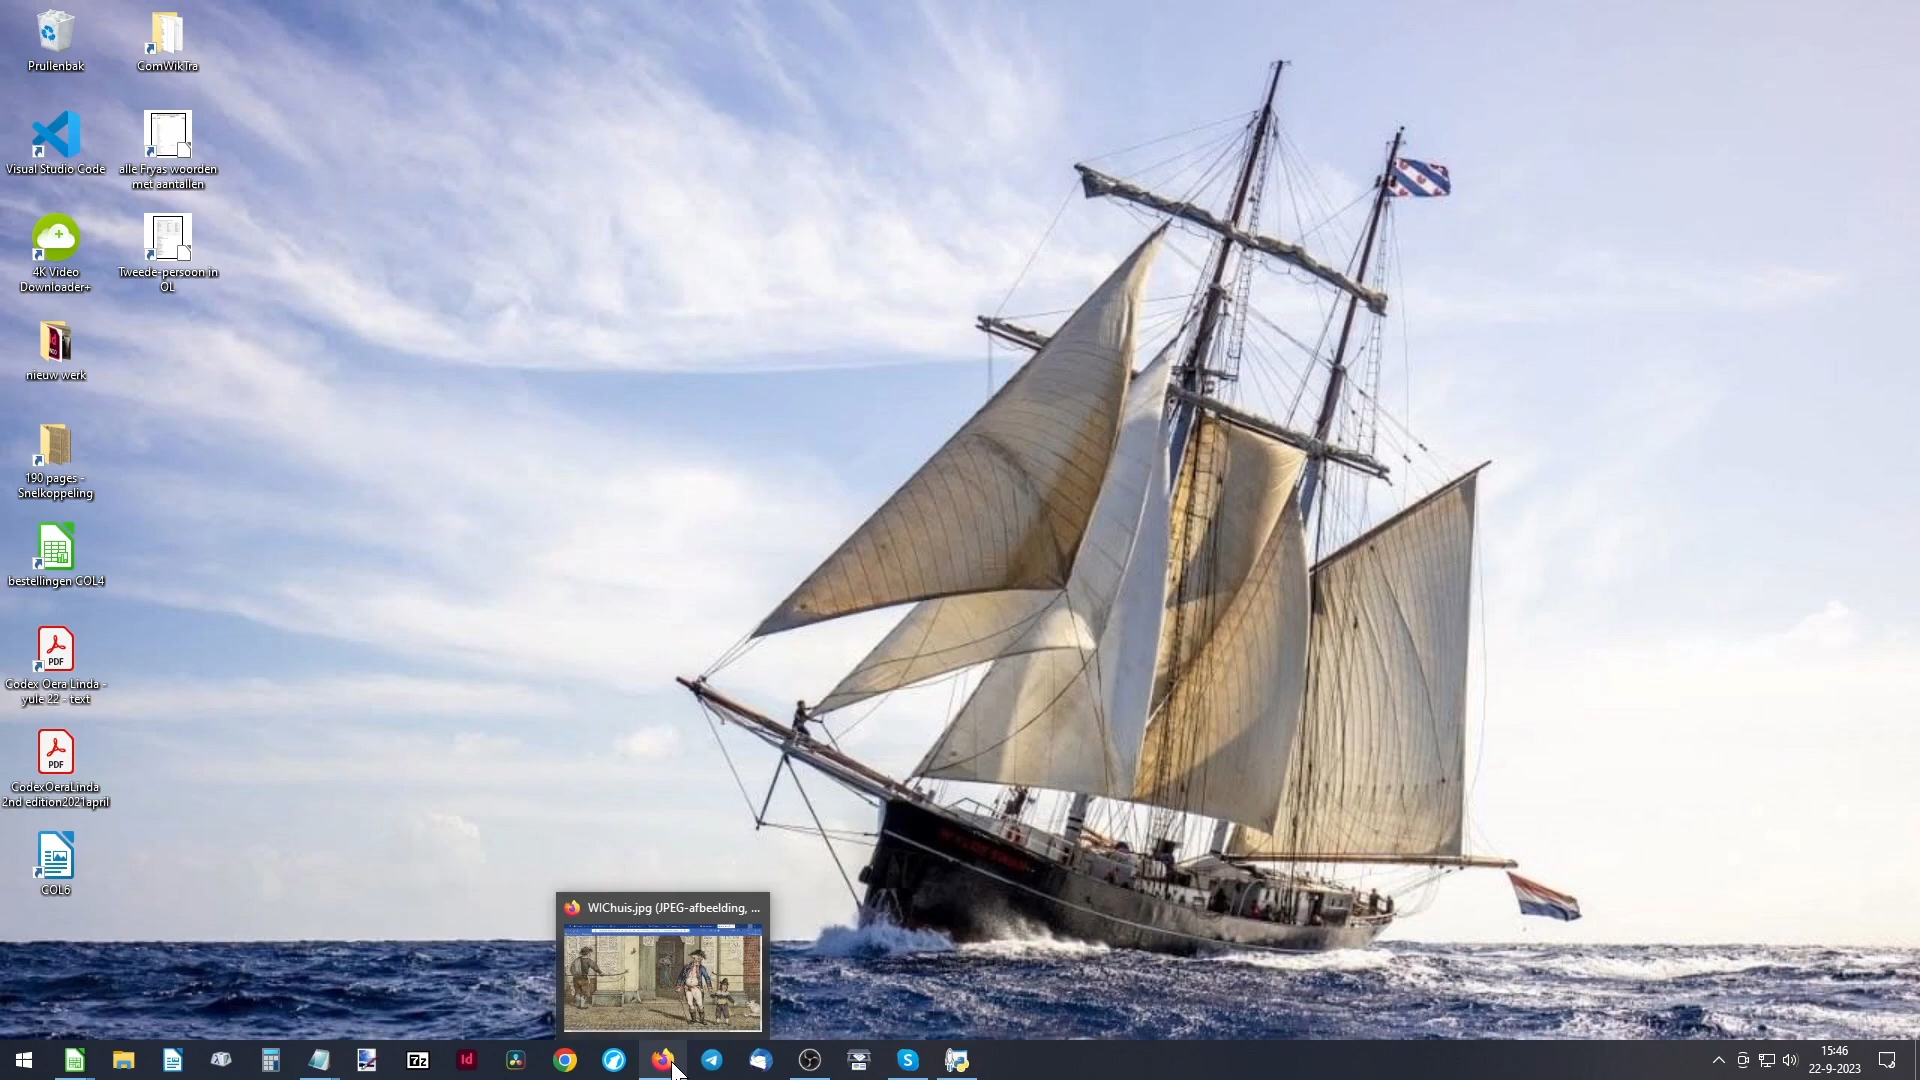 Prullenbak
ComWikTra
Visual Studio Code
alle Fryas woorden
met aantallen
4K Video
Downloader+
Tweede-persoon in
OL
nieuw werk
190 pages -
Snelkoppeling
bestellingen COL4
PDF
Codex Oera Linda -
yule 22 - text
PDF
CodexOeraLinda
2nd edition2021april
COL6
WIChuis.jpg (JPEG-afbeelding, ...
7z
Id
S
15:46
22-9-2023